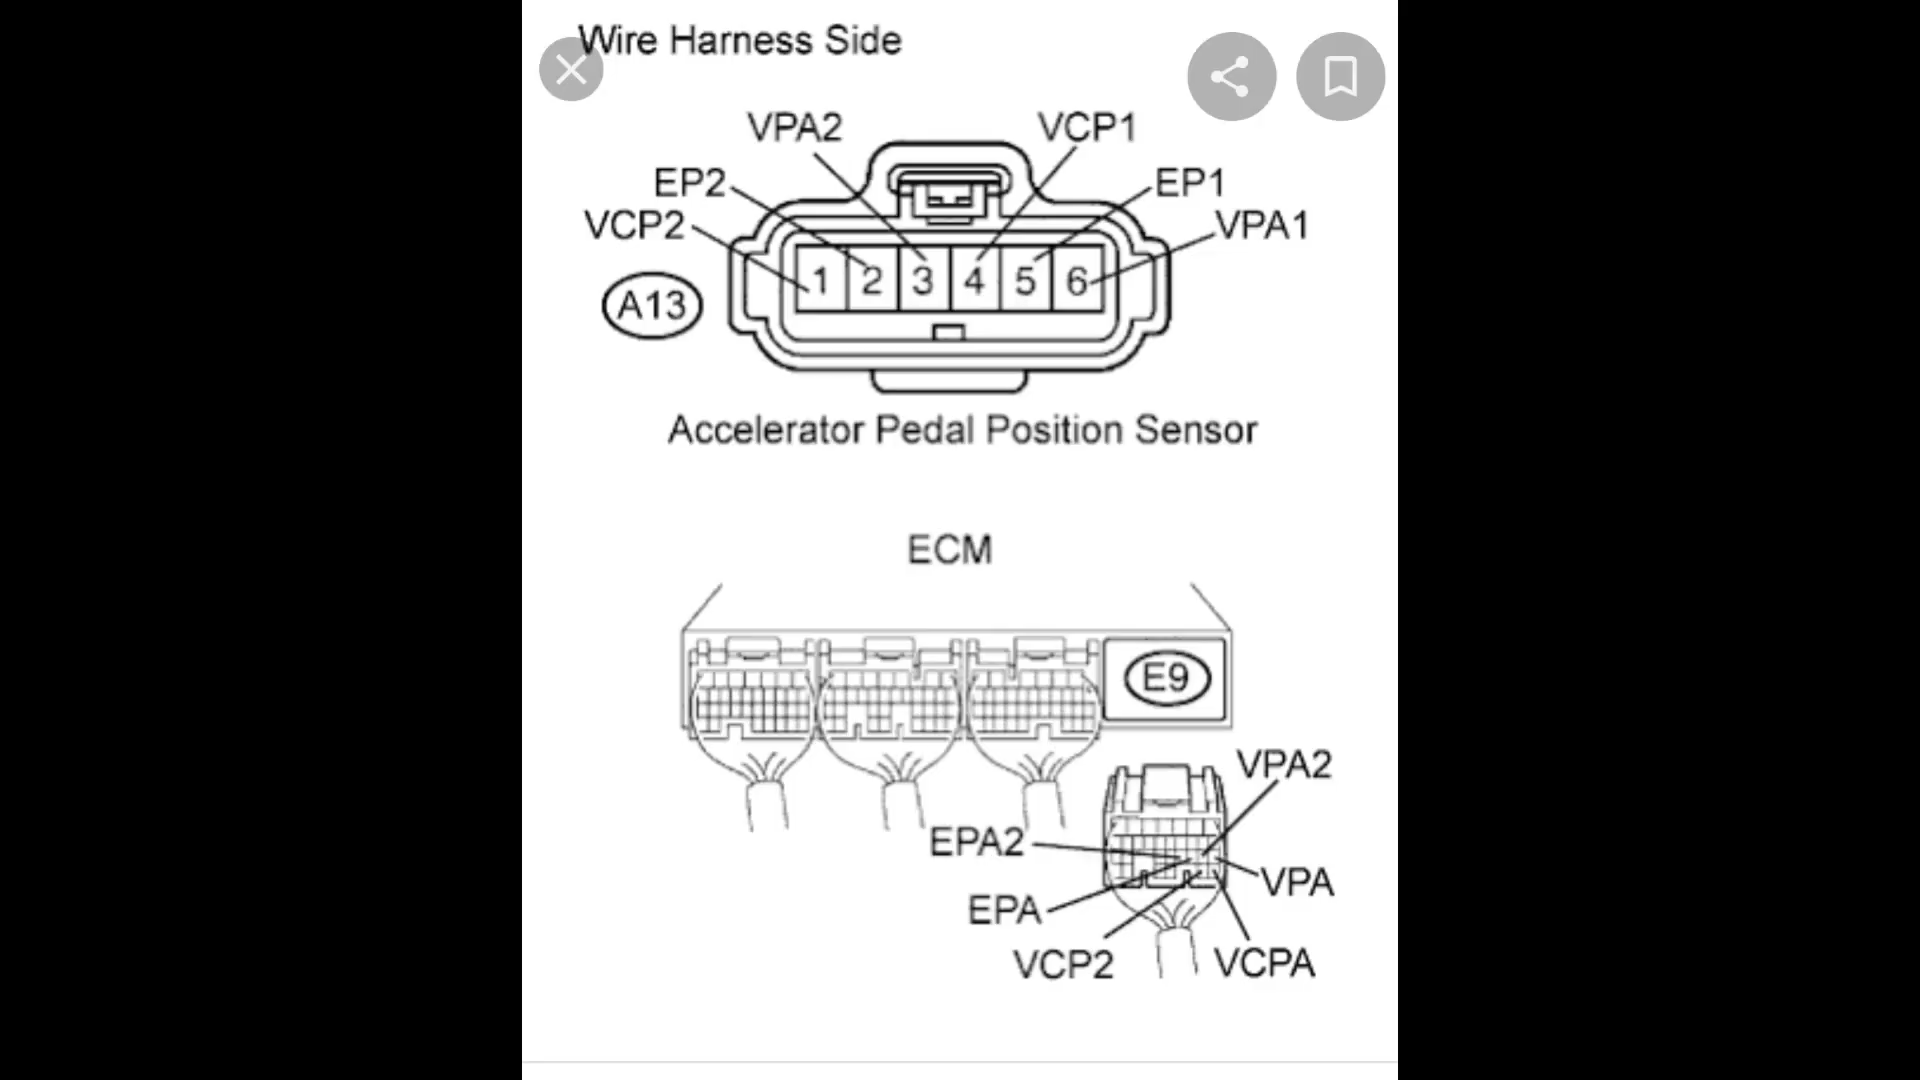 Wire Harness Side
VPA2
VCP1
EP2
EP1
VCP2
VPA1
1 2 3 4 5 6
A13
Accelerator Pedal Position Sensor
ECM
E9
VPA2
EPA2
VPA
EPA
VCP2
VCPA